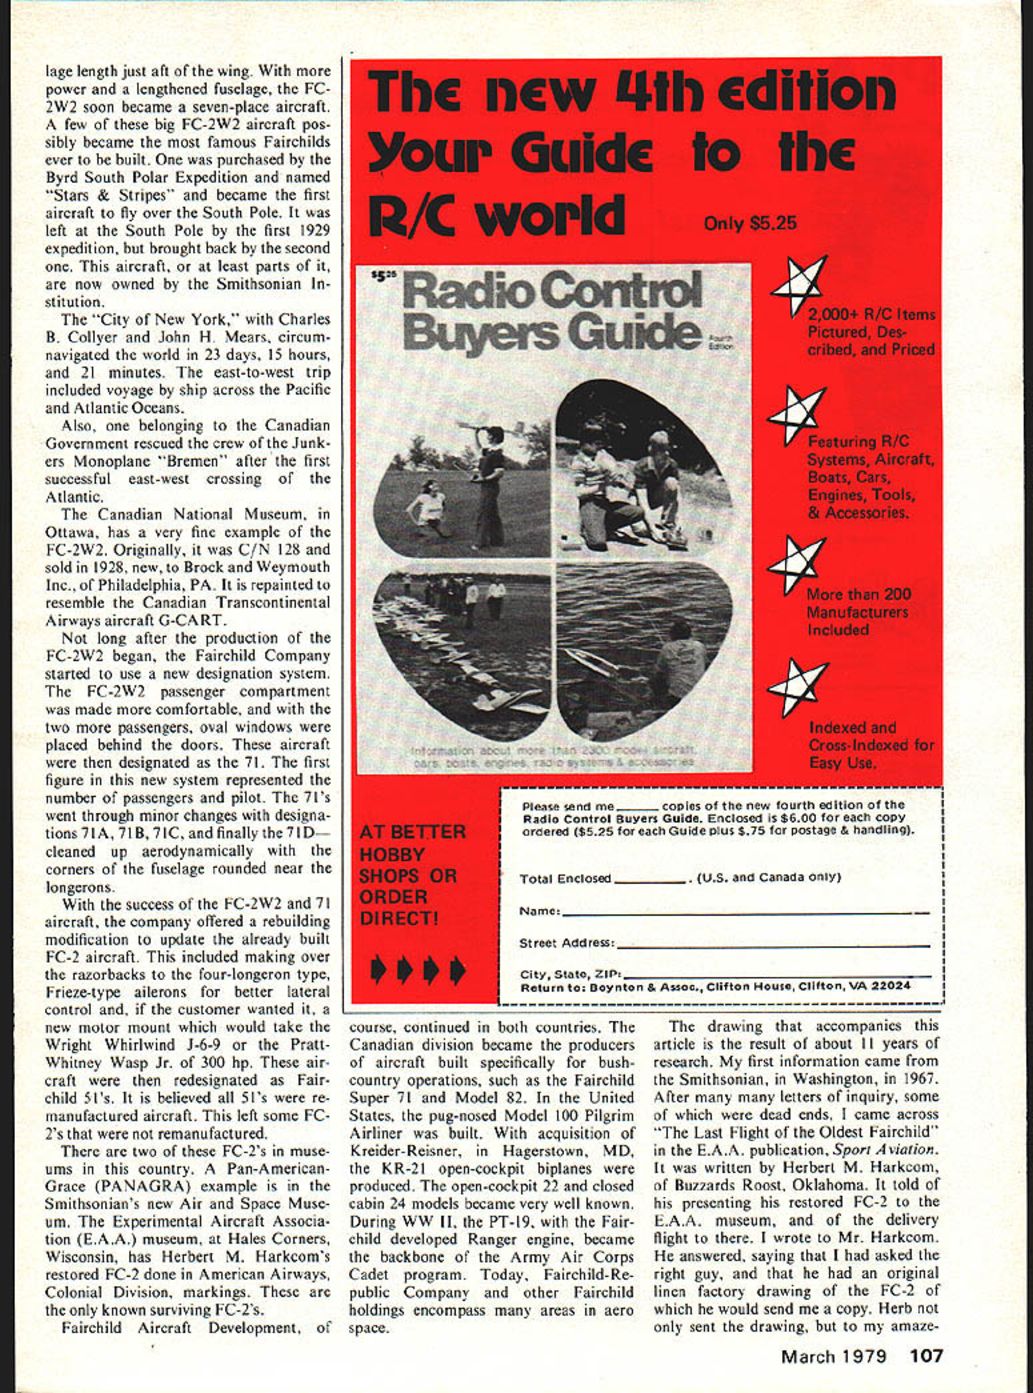 lage length just aft of the wing. With more
power and a lengthened fuselage, the FC-
2W2 soon became a seven-place aircraft.
A few of these big FC-2W2 aircraft pos-
sibly became the most famous Fairchilds
ever to be built. One was purchased by the
Byrd South Polar Expedition and named
"Stars & Stripes" and became the first
aircraft to fly over the South Pole. It was
left at the South Pole by the first 1929
expedition, but brought back by the second
one. This aircraft, or at least parts of it,
are now owned by the Smithsonian In-
stitution.
The "City of New York," with Charles
B. Collyer and John H. Mears, circum-
navigated the world in 23 days, 15 hours,
and 21 minutes. The east-to-west trip
included voyage by ship across the Pacific
and Atlantic Oceans.
Also, one belonging to the Canadian
Government rescued the crew of the Junk-
ers Monoplane "Bremen" after the first
successful east-west crossing of the
Atlantic.
The Canadian National Museum, in
Ottawa, has a very fine example of the
FC-2W2. Originally, it was C/N 128 and
sold in 1928, new, to Brock and Weymouth
Inc., of Philadelphia, PA. It is repainted to
resemble the Canadian Transcontinental
Airways aircraft G-CART.
Not long after the production of the
FC-2W2 began, the Fairchild Company
started to use a new designation system.
The FC-2W2 passenger compartment
was made more comfortable, and with the
two more passengers, oval windows were
placed behind the doors. These aircraft
were then designated as the 71. The first
figure in this new system represented the
number of passengers and pilot. The 71's
went through minor changes with designa-
tions 71A, 71B, 71C, and finally the 71D—
cleaned up aerodynamically with the
corners of the fuselage rounded near the
longerons.
With the success of the FC-2W2 and 71
aircraft, the company offered a rebuilding
modification to update the already built
FC-2 aircraft. This included making over
the razorbacks to the four-longeron type,
Frieze-type ailerons for better lateral
control and, if the customer wanted it, a
new motor mount which would take the
Wright Whirlwind J-6-9 or the Pratt-
Whitney Wasp Jr. of 300 hp. These air-
craft were then redesignated as Fair-
child 51's. It is believed all 51's were re-
manufactured aircraft. This left some FC-
2's that were not remanufactured.
There are two of these FC-2's in muse-
ums in this country. A Pan-American-
Grace (PANAGRA) example is in the
Smithsonian's new Air and Space Muse-
um. The Experimental Aircraft Associa-
tion (E.A.A.) museum, at Hales Corners,
Wisconsin, has Herbert M. Harkcom's
restored FC-2 done in American Airways,
Colonial Division, markings. These are
the only known surviving FC-2's.
Fairchild Aircraft Development, of
The new 4th edition
Your Guide to the
R/C world
Only $5.25
$5.25
Radio Control
Buyers Guide
Fourth
Edition
Information about more than 2300 model aircraft,
cars, boats, engines, radio systems & accessories
2,000+ R/C Items
Pictured, Des-
cribed, and Priced
Featuring R/C
Systems, Aircraft,
Boats, Cars,
Engines, Tools,
& Accessories.
More than 200
Manufacturers
Included
Indexed and
Cross-Indexed for
Easy Use.
AT BETTER
HOBBY
SHOPS OR
ORDER
DIRECT!
Please send me ______ copies of the new fourth edition of the
Radio Control Buyers Guide. Enclosed is $6.00 for each copy
ordered ($5.25 for each Guide plus $.75 for postage & handling).
Total Enclosed __________. (U.S. and Canada only)
Name:
Street Address:
City, State, ZIP:
Return to: Boynton & Assoc., Clifton House, Clifton, VA 22024
course, continued in both countries. The
Canadian division became the producers
of aircraft built specifically for bush-
country operations, such as the Fairchild
Super 71 and Model 82. In the United
States, the pug-nosed Model 100 Pilgrim
Airliner was built. With acquisition of
Kreider-Reisner, in Hagerstown, MD,
the KR-21 open-cockpit biplanes were
produced. The open-cockpit 22 and closed
cabin 24 models became very well known.
During WW II, the PT-19, with the Fair-
child developed Ranger engine, became
the backbone of the Army Air Corps
Cadet program. Today, Fairchild-Re-
public Company and other Fairchild
holdings encompass many areas in aero
space.
The drawing that accompanies this
article is the result of about 11 years of
research. My first information came from
the Smithsonian, in Washington, in 1967.
After many many letters of inquiry, some
of which were dead ends, I came across
"The Last Flight of the Oldest Fairchild"
in the E.A.A. publication, Sport Aviation.
It was written by Herbert M. Harkcom,
of Buzzards Roost, Oklahoma. It told of
his presenting his restored FC-2 to the
E.A.A. museum, and of the delivery
flight to there. I wrote to Mr. Harkcom.
He answered, saying that I had asked the
right guy, and that he had an original
linen factory drawing of the FC-2 of
which he would send me a copy. Herb not
only sent the drawing, but to my amaze-
March 1979 107